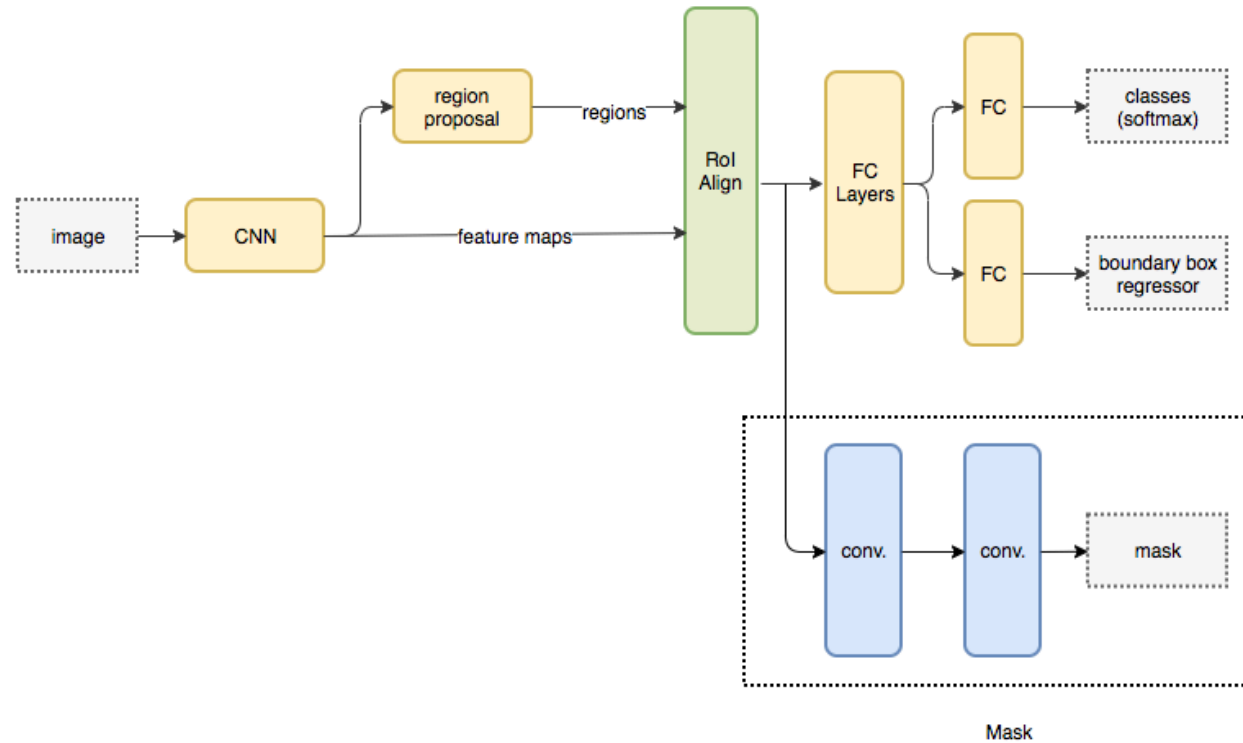 image
CNN
region
proposal
regions
feature maps
RoI
Align
FC
Layers
FC
classes
(softmax)
FC
boundary box
regressor
conv.
conv.
mask
Mask